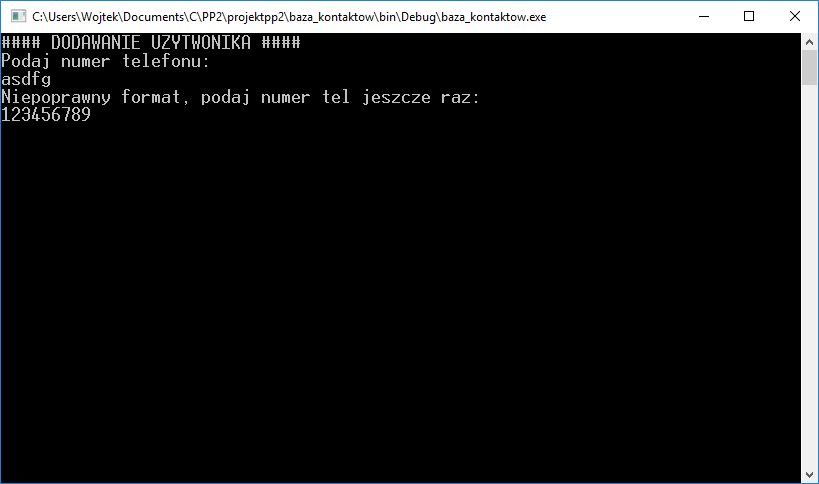 C:\Users\Wojtek\Documents\C\PP2\projektpp2\baza_kontaktow\bin\Debug\baza_kontaktow.exe
#### DODAWANIE UZYTWONIKA ####
Podaj numer telefonu:
asdfg
Niepoprawny format, podaj numer tel jeszcze raz:
123456789